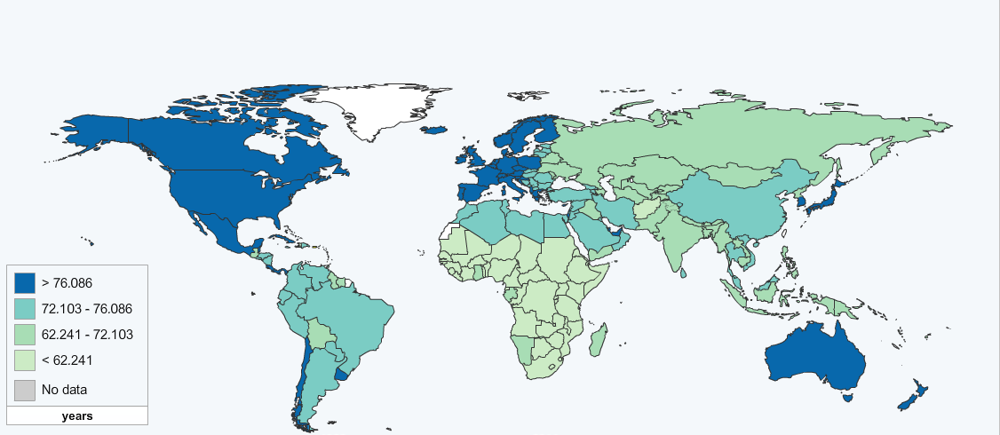 > 76.086
72.103 - 76.086
62.241 - 72.103
< 62.241
No data
years